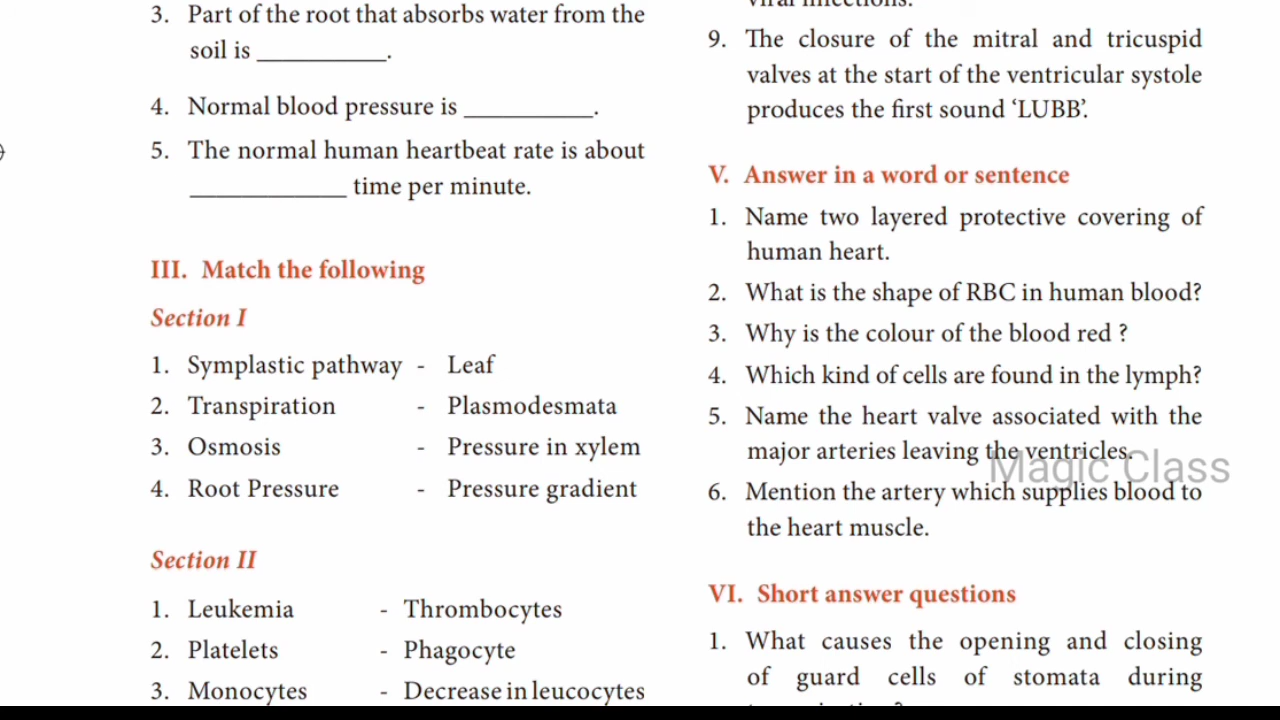 3. Part of the root that absorbs water from the
soil is __________.
4. Normal blood pressure is __________.
5. The normal human heartbeat rate is about
____________ time per minute.
III. Match the following
Section I
1. Symplastic pathway - Leaf
2. Transpiration - Plasmodesmata
3. Osmosis - Pressure in xylem
4. Root Pressure - Pressure gradient
Section II
1. Leukemia - Thrombocytes
2. Platelets - Phagocyte
3. Monocytes - Decrease in leucocytes
viral infections.
9. The closure of the mitral and tricuspid
valves at the start of the ventricular systole
produces the first sound ‘LUBB’.
V. Answer in a word or sentence
1. Name two layered protective covering of
human heart.
2. What is the shape of RBC in human blood?
3. Why is the colour of the blood red ?
4. Which kind of cells are found in the lymph?
5. Name the heart valve associated with the
major arteries leaving the ventricles.
Magic Class
6. Mention the artery which supplies blood to
the heart muscle.
VI. Short answer questions
1. What causes the opening and closing
of guard cells of stomata during